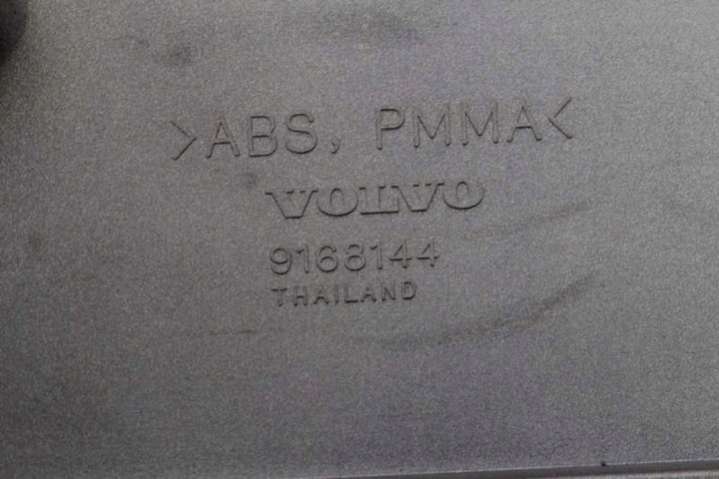 >ABS, PMMA<
VOLVO
9168144
THAILAND